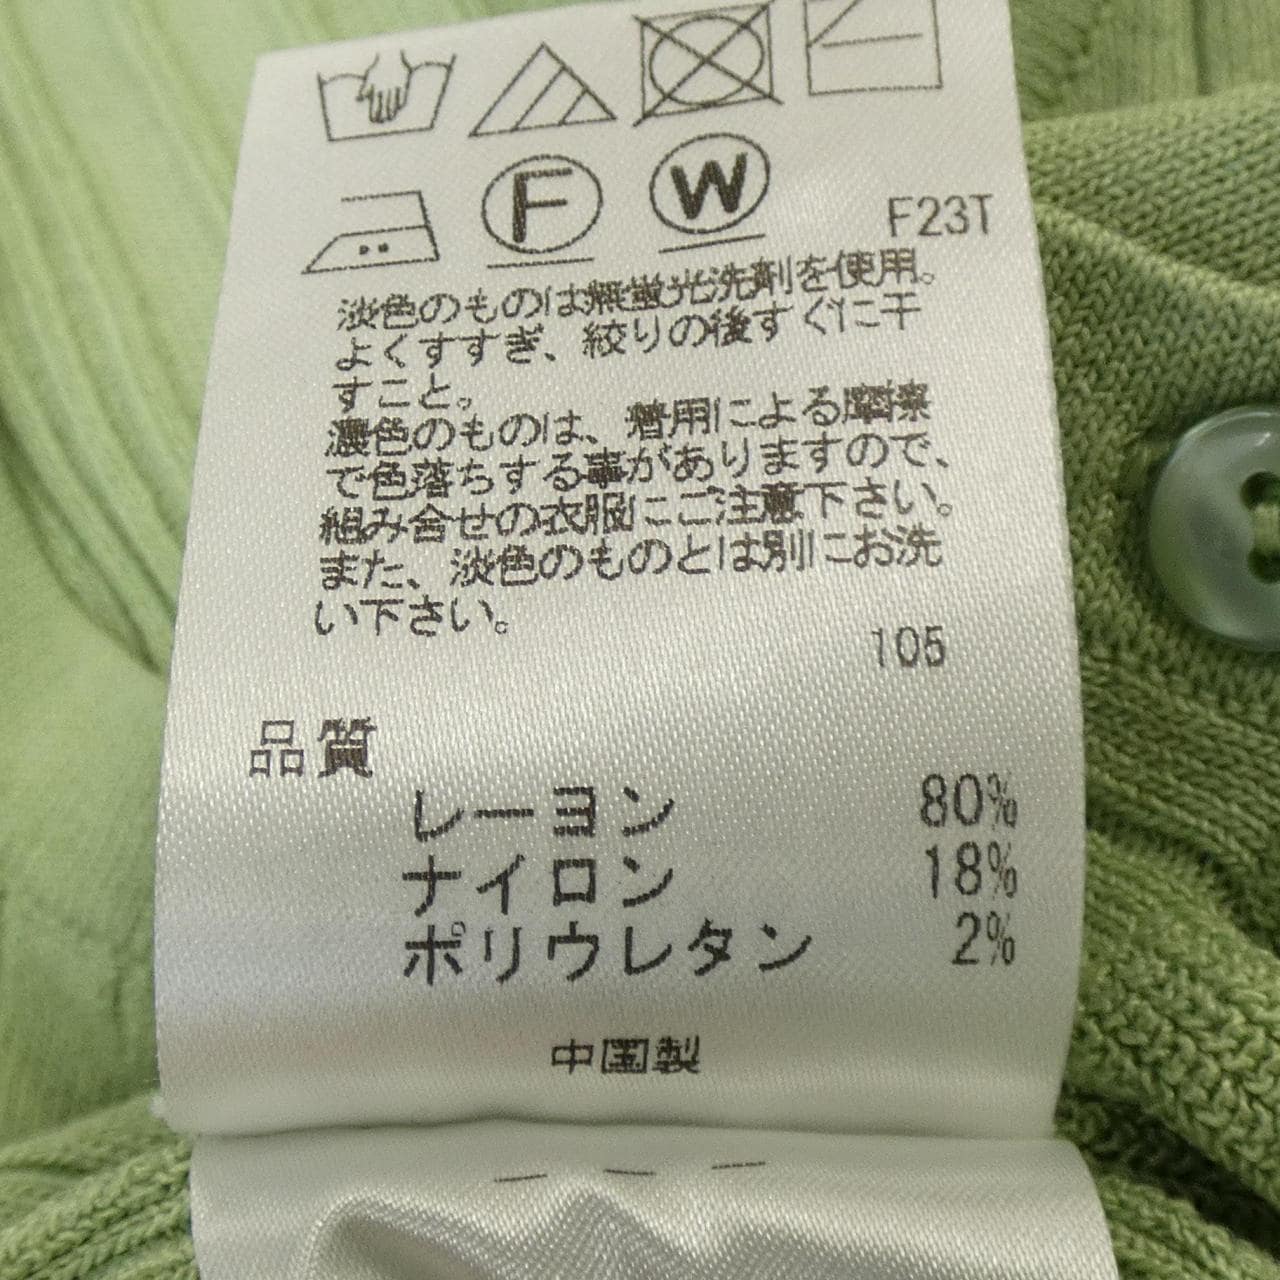 F W
F23T
淡色のものは無蛍光洗剤を使用。
よくすすぎ、絞りの後すぐに干
すこと。
濃色のものは、着用による摩擦
で色落ちする事がありますので、
組み合せの衣服にご注意下さい。
また、淡色のものとは別にお洗
い下さい。
105
品質
レーヨン 80%
ナイロン 18%
ポリウレタン 2%
中国製